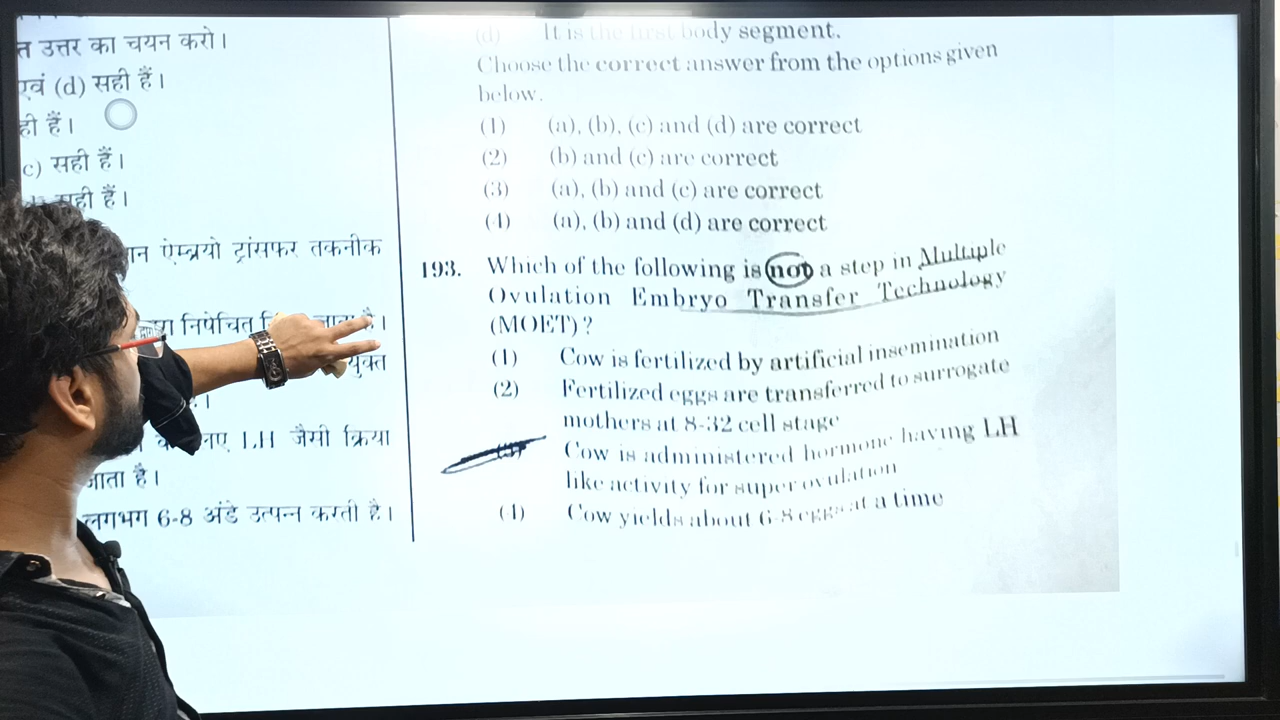 उत्तर का चयन करो।
एवं (d) सही हैं।
ही हैं।
c) सही हैं।
सही हैं।
ऐम्ब्रयो ट्रांसफर तकनीक
निषेचित
है।
युक्त
LH जैसी क्रिया
जाता है।
लगभग 6-8 अंडे उत्पन्न करती है।
(d) It is the first body segment.
Choose the correct answer from the options given
below.
(1) (a), (b), (c) and (d) are correct
(2) (b) and (c) are correct
(3) (a), (b) and (c) are correct
(4) (a), (b) and (d) are correct
193. Which of the following is not a step in Multiple
Ovulation Embryo Transfer Technology
(MOET) ?
(1) Cow is fertilized by artificial insemination
(2) Fertilized eggs are transferred to surrogate
mothers at 8-32 cell stage
(3) Cow is administered hormone having LH
like activity for super ovulation
(4) Cow yields about 6-8 eggs at a time